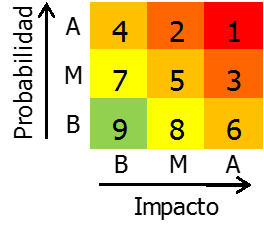 Probabilidad
A 4 2 1
M 7 5 3
B 9 8 6
B M A
Impacto